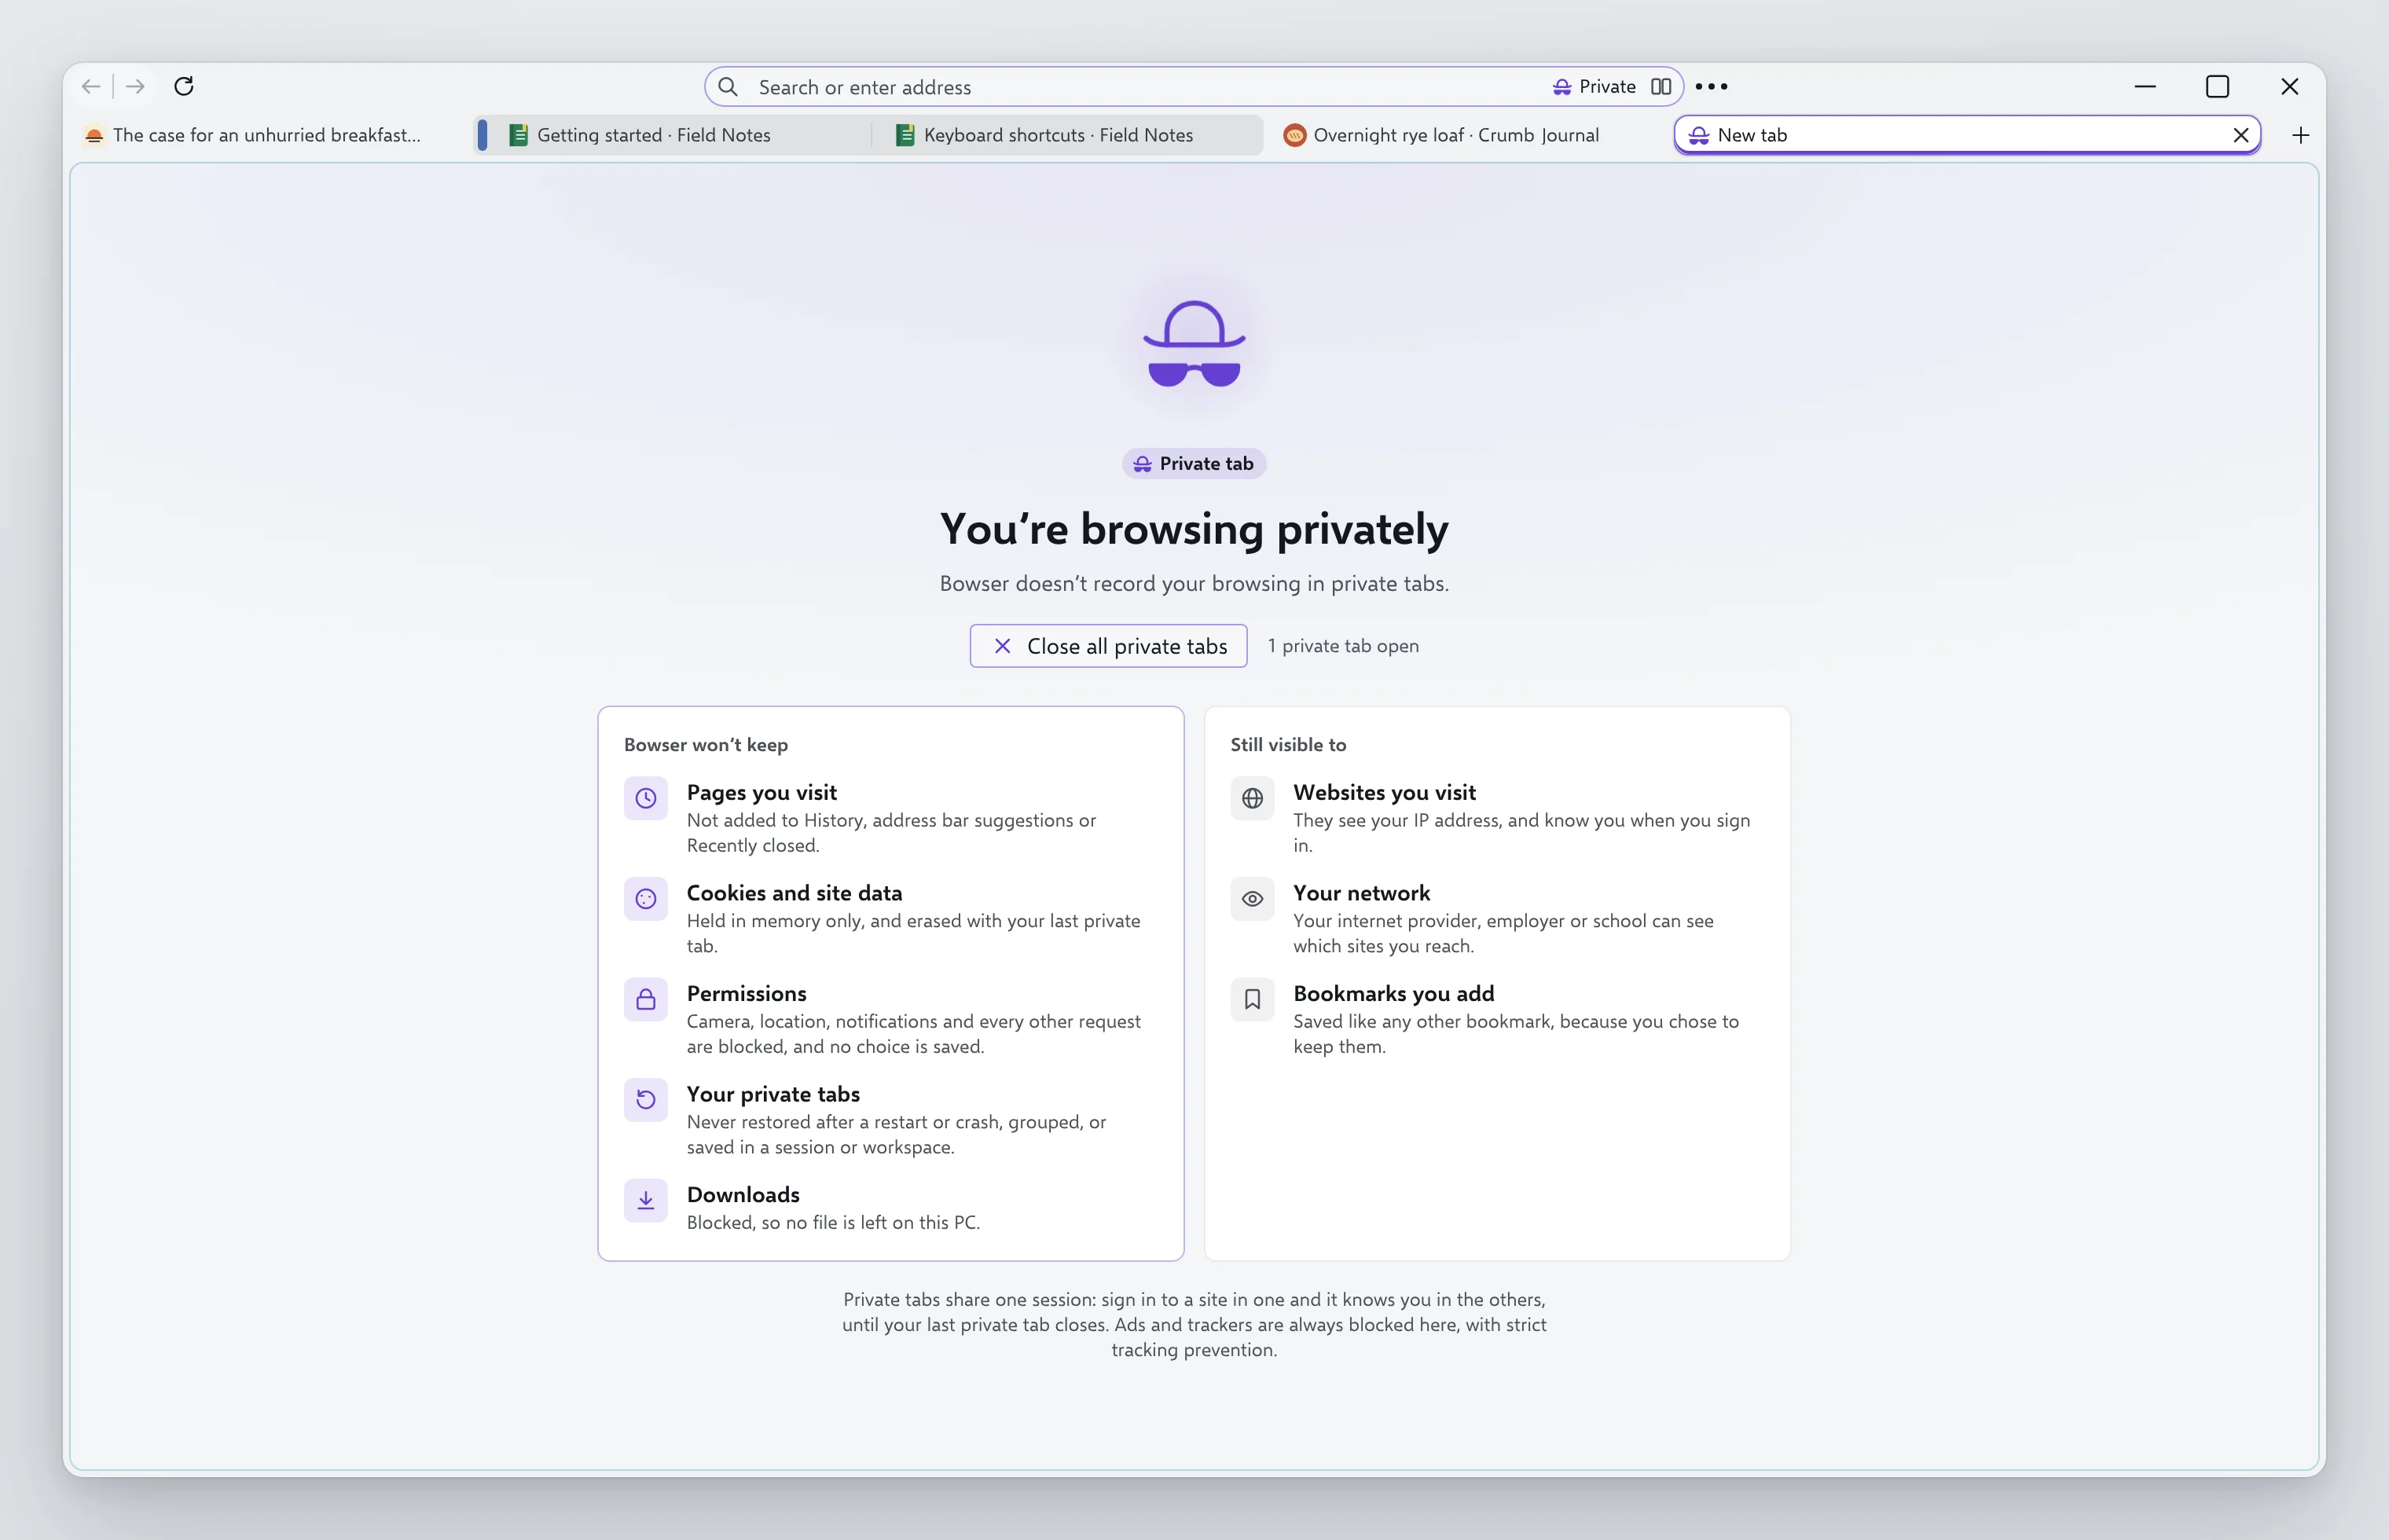 Search or enter address
Private
The case for an unhurried breakfast...
Getting started · Field Notes
Keyboard shortcuts · Field Notes
Overnight rye loaf · Crumb Journal
New tab
Private tab
You’re browsing privately
Bowser doesn’t record your browsing in private tabs.
Close all private tabs
1 private tab open
Bowser won’t keep
Pages you visit
Not added to History, address bar suggestions or
Recently closed.
Cookies and site data
Held in memory only, and erased with your last private
tab.
Permissions
Camera, location, notifications and every other request
are blocked, and no choice is saved.
Your private tabs
Never restored after a restart or crash, grouped, or
saved in a session or workspace.
Downloads
Blocked, so no file is left on this PC.
Still visible to
Websites you visit
They see your IP address, and know you when you sign
in.
Your network
Your internet provider, employer or school can see
which sites you reach.
Bookmarks you add
Saved like any other bookmark, because you chose to
keep them.
Private tabs share one session: sign in to a site in one and it knows you in the others,
until your last private tab closes. Ads and trackers are always blocked here, with strict
tracking prevention.